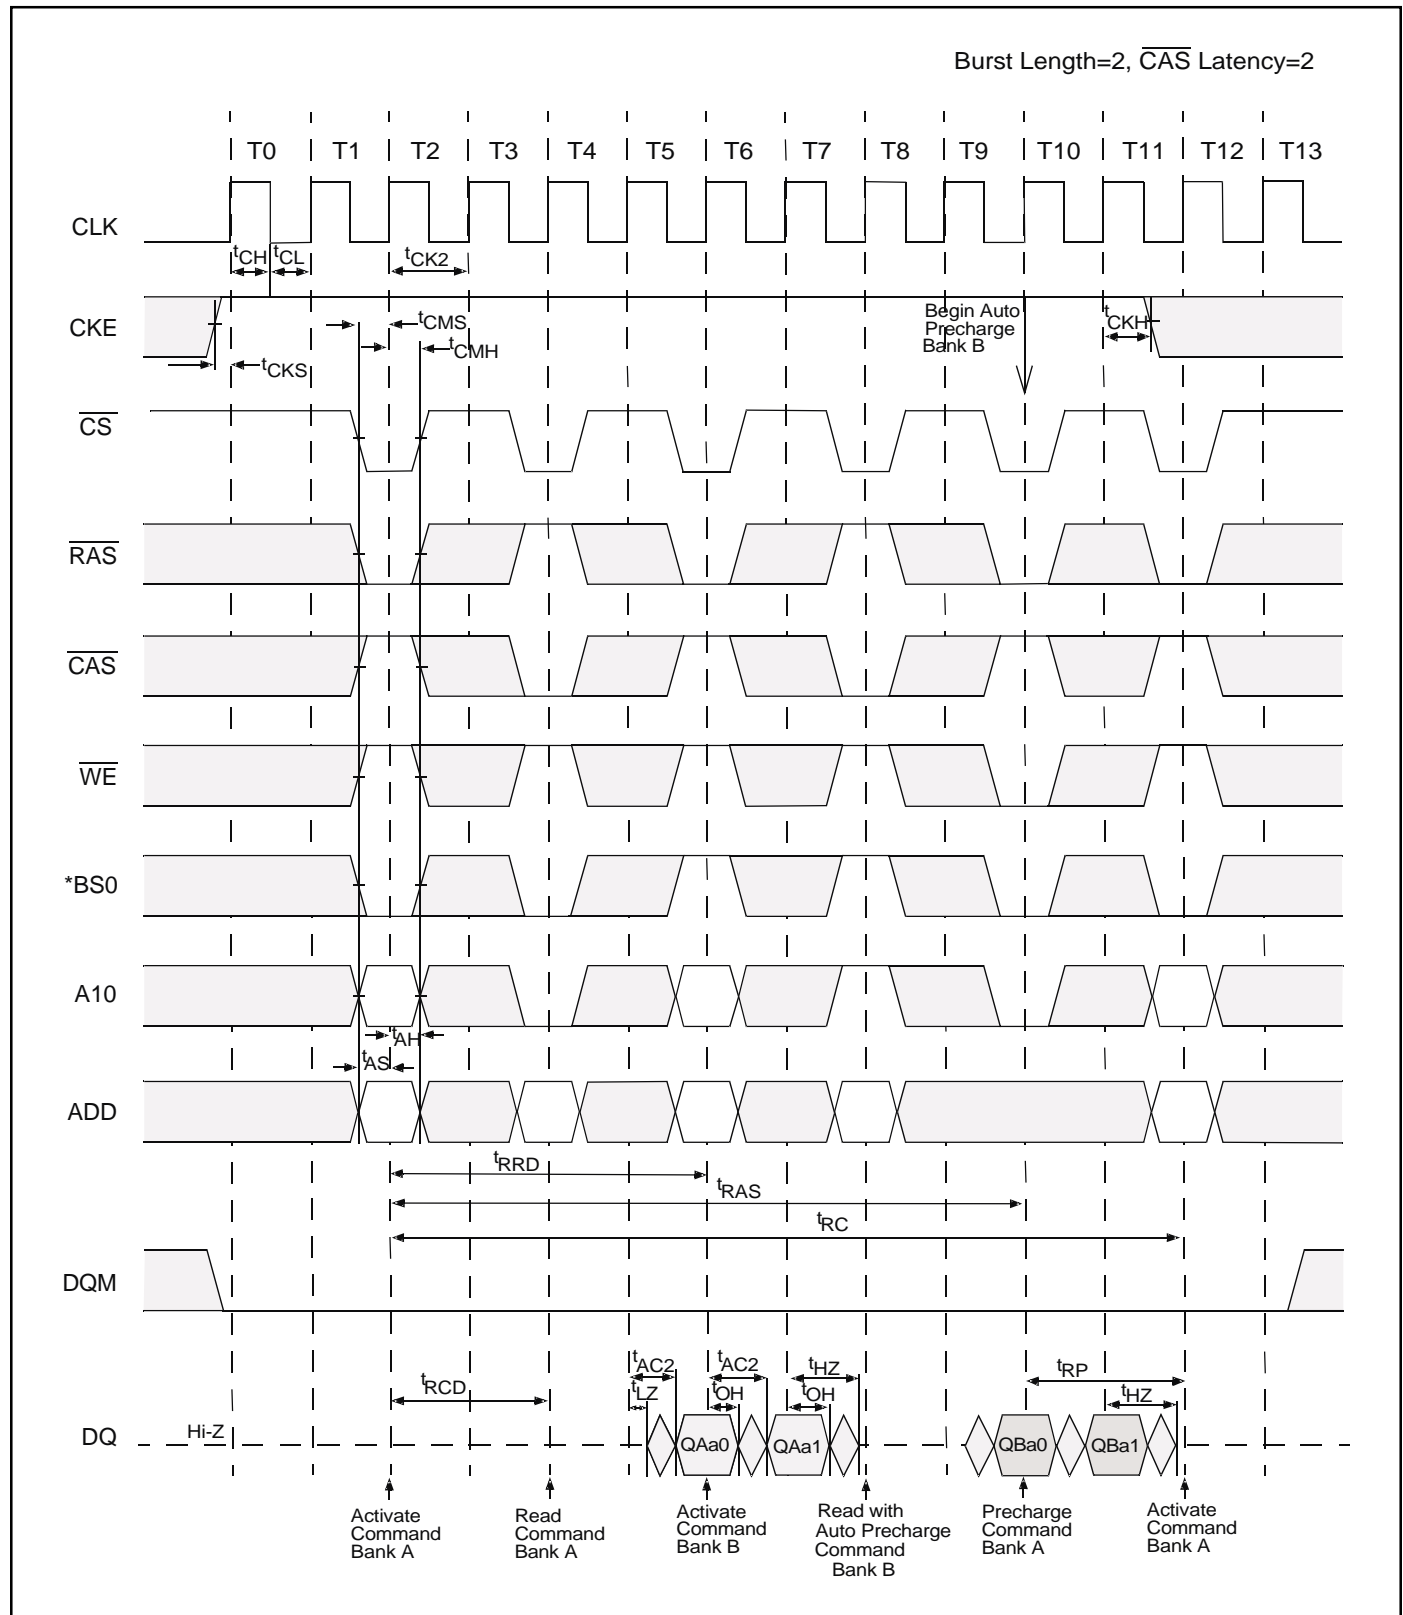 Burst Length=2, CAS Latency=2
T0 T1 T2 T3 T4 T5 T6 T7 T8 T9 T10 T11 T12 T13
CLK
tCH tCL tCK2
CKE
tCMS
tCMH
tCKS
Begin Auto
Precharge
Bank B
tCKH
CS
RAS
CAS
WE
*BS0
A10
tAH
tAS
ADD
tRRD
tRAS
tRC
DQM
tRCD
tAC2 tAC2 tHZ
tLZ tOH tOH
tRP
tHZ
DQ
Hi-Z
QAa0 QAa1 QBa0 QBa1
Activate
Command
Bank A
Read
Command
Bank A
Activate
Command
Bank B
Read with
Auto Precharge
Command
Bank B
Precharge
Command
Bank A
Activate
Command
Bank A